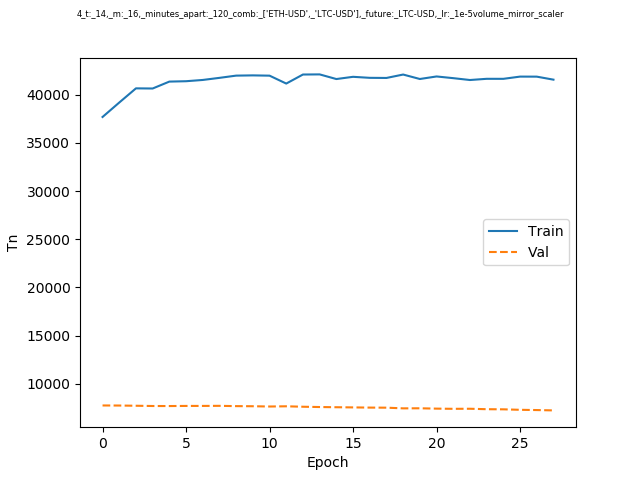 4_t:_14,_m:_16,_minutes_apart:_120_comb:_['ETH-USD',_'LTC-USD'],_future:_LTC-USD,_lr:_1e-5volume_mirror_scaler
40000
35000
30000
25000
20000
15000
10000
Tn
Train
Val
0 5 10 15 20 25
Epoch